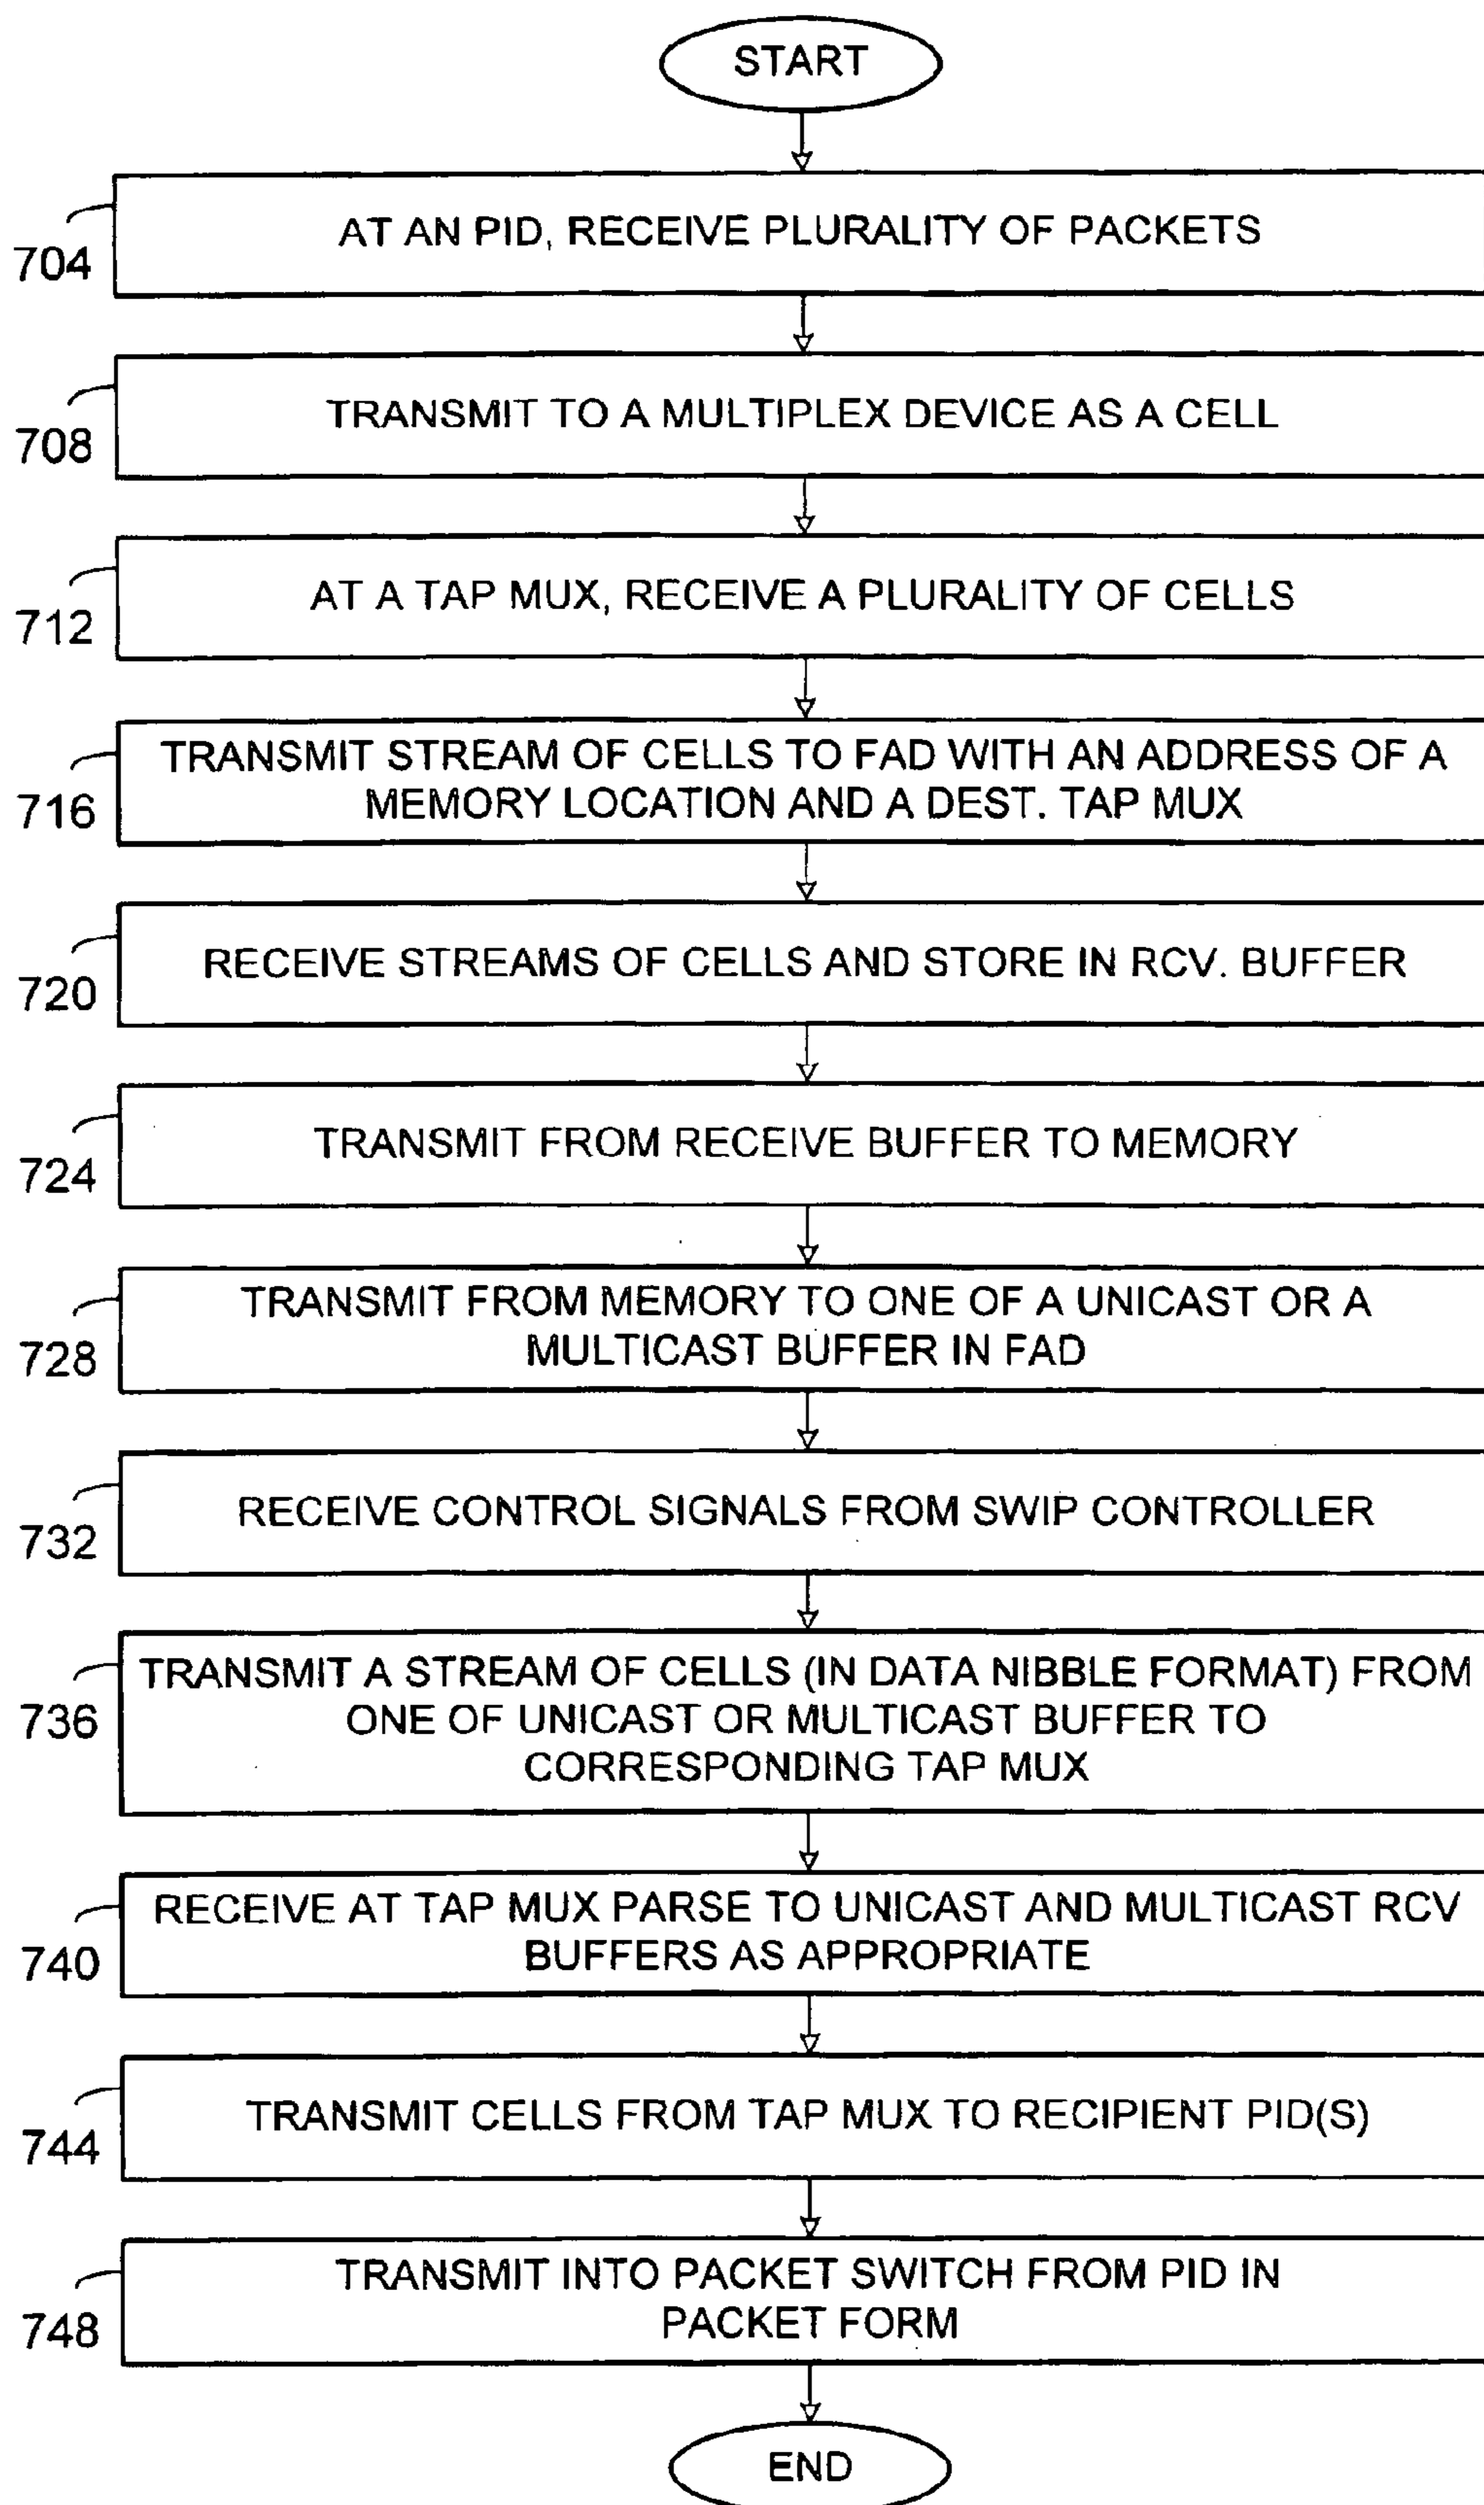 START
AT AN PID, RECEIVE PLURALITY OF PACKETS
704
TRANSMIT TO A MULTIPLEX DEVICE AS A CELL
708
AT A TAP MUX, RECEIVE A PLURALITY OF CELLS
712
TRANSMIT STREAM OF CELLS TO FAD WITH AN ADDRESS OF A
MEMORY LOCATION AND A DEST. TAP MUX
716
RECEIVE STREAMS OF CELLS AND STORE IN RCV. BUFFER
720
TRANSMIT FROM RECEIVE BUFFER TO MEMORY
724
TRANSMIT FROM MEMORY TO ONE OF A UNICAST OR A
MULTICAST BUFFER IN FAD
728
RECEIVE CONTROL SIGNALS FROM SWIP CONTROLLER
732
TRANSMIT A STREAM OF CELLS (IN DATA NIBBLE FORMAT) FROM
ONE OF UNICAST OR MULTICAST BUFFER TO
CORRESPONDING TAP MUX
736
RECEIVE AT TAP MUX PARSE TO UNICAST AND MULTICAST RCV
BUFFERS AS APPROPRIATE
740
TRANSMIT CELLS FROM TAP MUX TO RECIPIENT PID(S)
744
TRANSMIT INTO PACKET SWITCH FROM PID IN
PACKET FORM
748
END